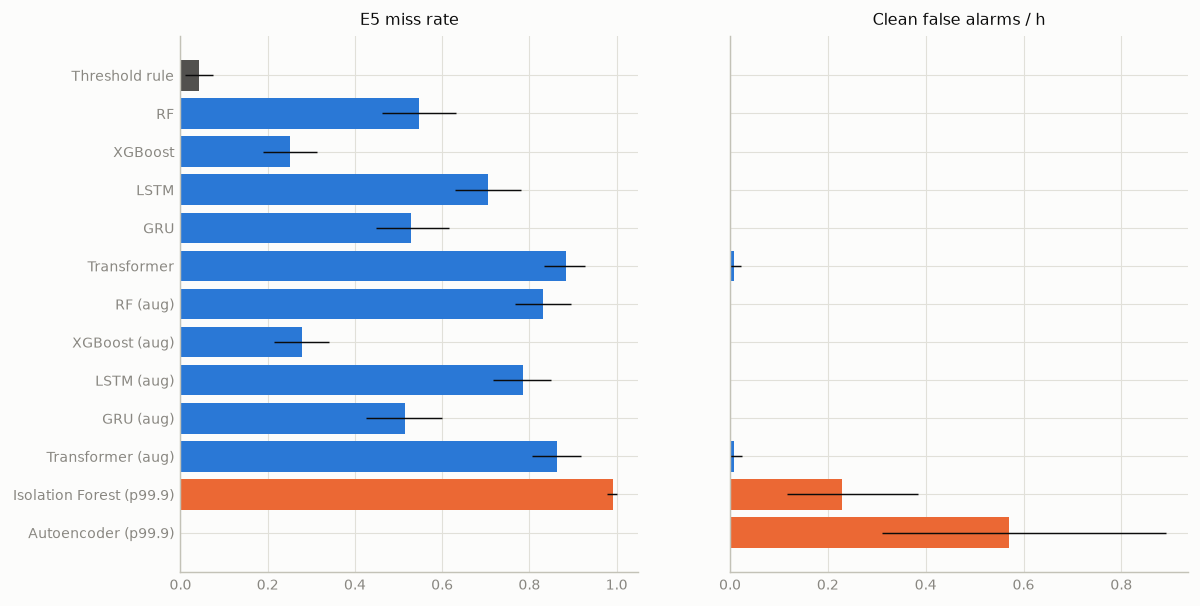 E5 miss rate
Clean false alarms / h
Threshold rule
RF
XGBoost
LSTM
GRU
Transformer
RF (aug)
XGBoost (aug)
LSTM (aug)
GRU (aug)
Transformer (aug)
Isolation Forest (p99.9)
Autoencoder (p99.9)
0.0 0.2 0.4 0.6 0.8 1.0
0.0 0.2 0.4 0.6 0.8